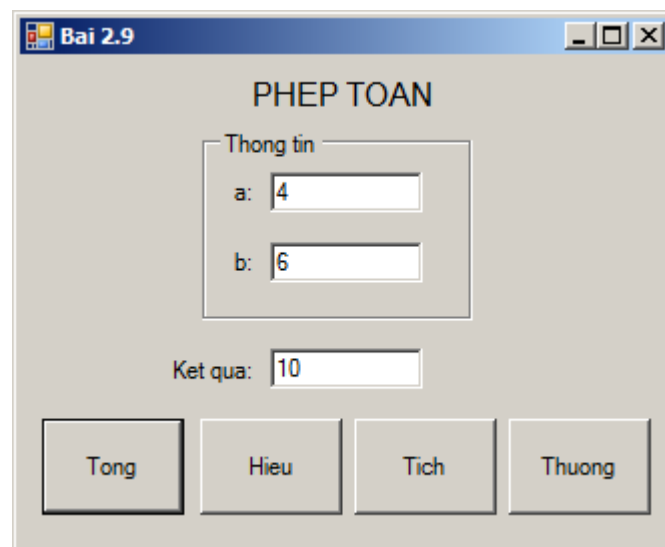 Bai 2.9
PHEP TOAN
Thong tin
a: 4
b: 6
Ket qua: 10
Tong Hieu Tich Thuong